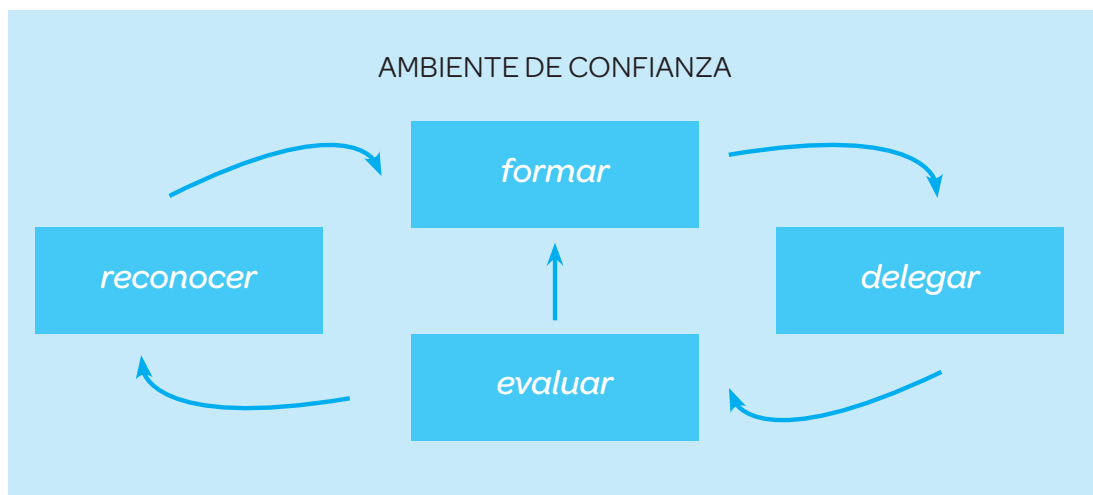 AMBIENTE DE CONFIANZA
formar
reconocer
delegar
evaluar